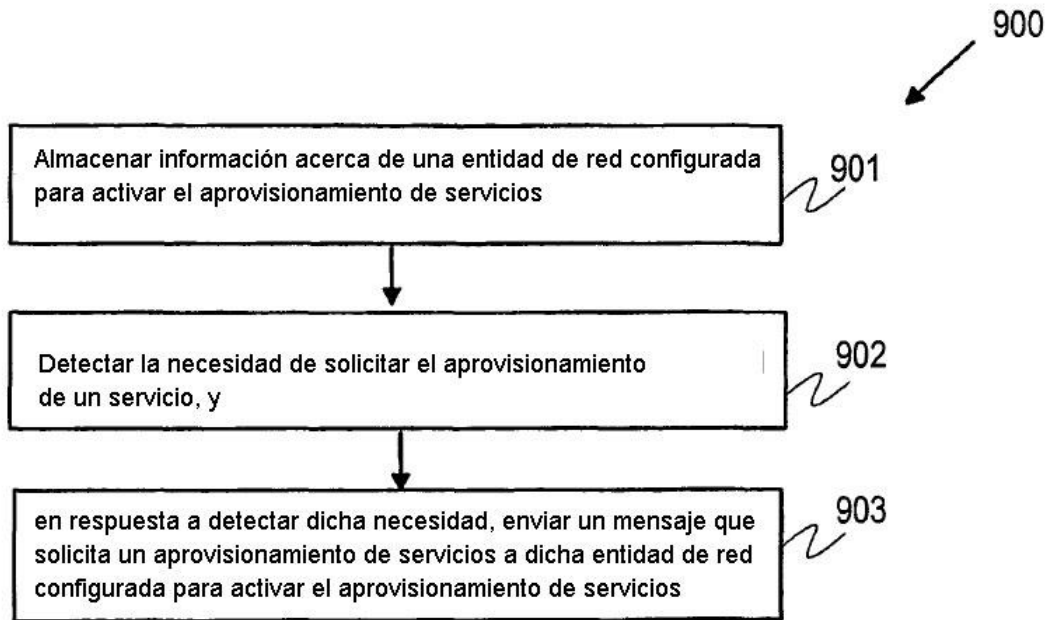 900
Almacenar información acerca de una entidad de red configurada
para activar el aprovisionamiento de servicios
901
Detectar la necesidad de solicitar el aprovisionamiento
de un servicio, y
902
en respuesta a detectar dicha necesidad, enviar un mensaje que
solicita un aprovisionamiento de servicios a dicha entidad de red
configurada para activar el aprovisionamiento de servicios
903